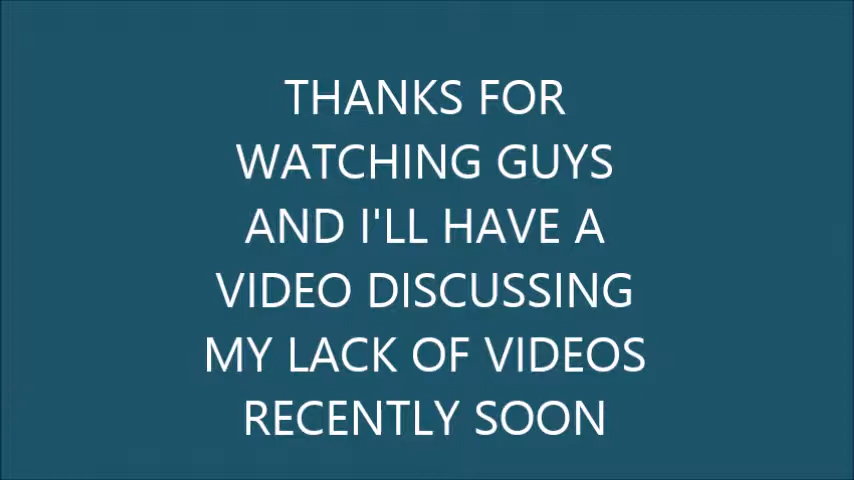 THANKS FOR
WATCHING GUYS
AND I'LL HAVE A
VIDEO DISCUSSING
MY LACK OF VIDEOS
RECENTLY SOON